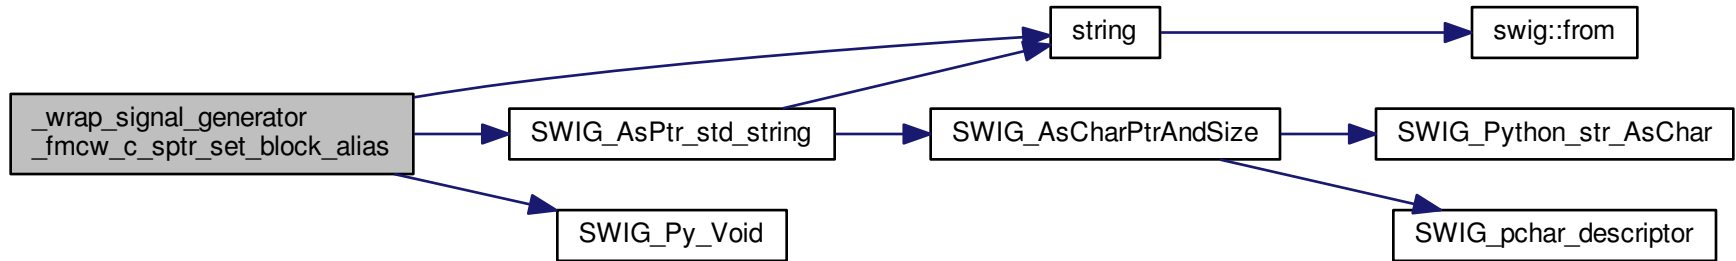 _wrap_signal_generator
_fmcw_c_sptr_set_block_alias
string
swig::from
SWIG_AsPtr_std_string
SWIG_AsCharPtrAndSize
SWIG_Python_str_AsChar
SWIG_Py_Void
SWIG_pchar_descriptor